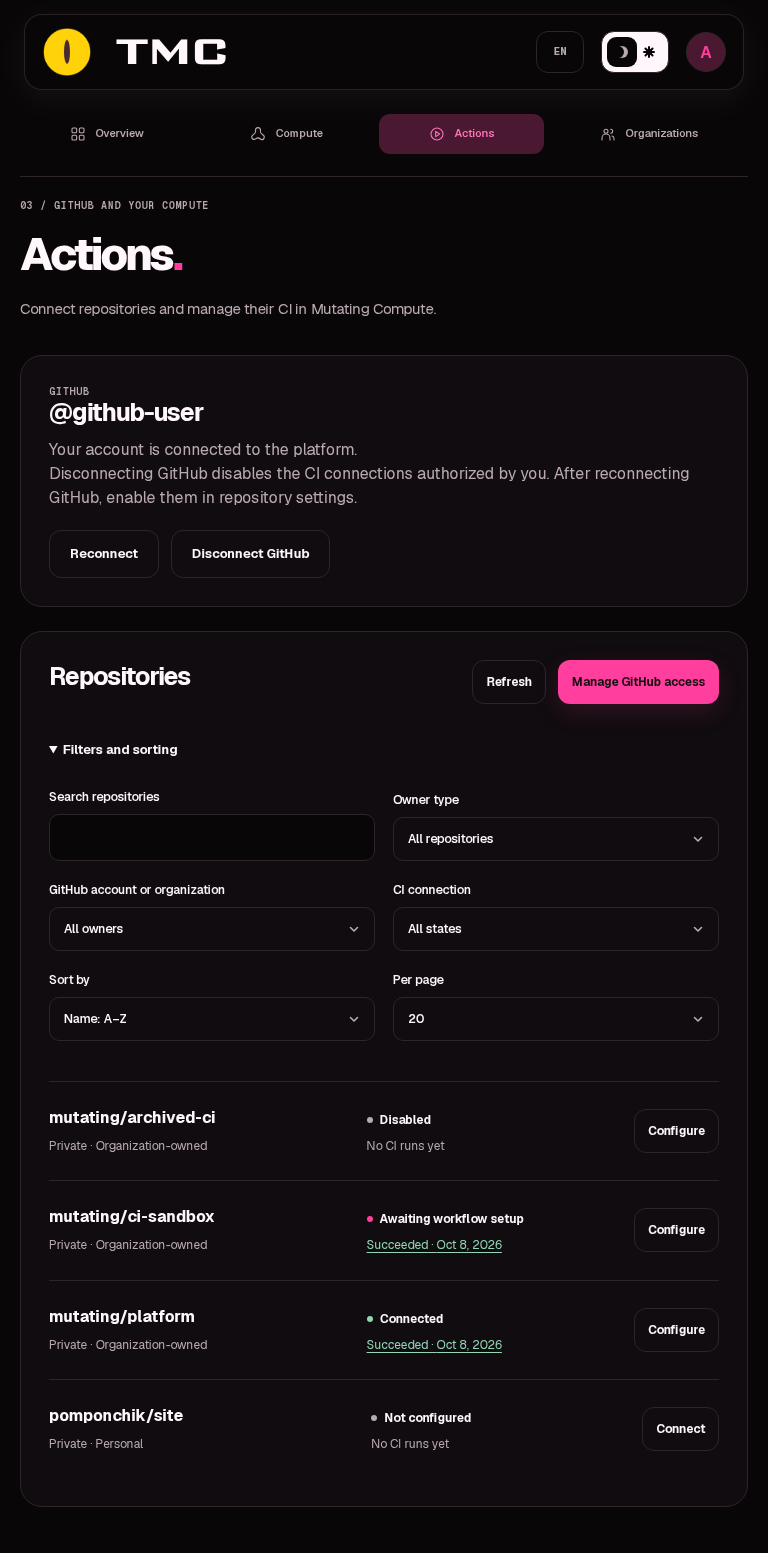 TMC
EN
A
Overview
Compute
Actions
Organizations
03 / GITHUB AND YOUR COMPUTE
Actions.
Connect repositories and manage their CI in Mutating Compute.
GITHUB
@github-user
Your account is connected to the platform.
Disconnecting GitHub disables the CI connections authorized by you. After reconnecting
GitHub, enable them in repository settings.
Reconnect
Disconnect GitHub
Repositories
Refresh
Manage GitHub access
▼ Filters and sorting
Search repositories
Owner type
All repositories
GitHub account or organization
CI connection
All owners
All states
Sort by
Per page
Name: A–Z
20
mutating/archived-ci
Disabled
Configure
Private · Organization-owned
No CI runs yet
mutating/ci-sandbox
Awaiting workflow setup
Configure
Private · Organization-owned
Succeeded · Oct 8, 2026
mutating/platform
Connected
Configure
Private · Organization-owned
Succeeded · Oct 8, 2026
pomponchik/site
Not configured
Connect
Private · Personal
No CI runs yet